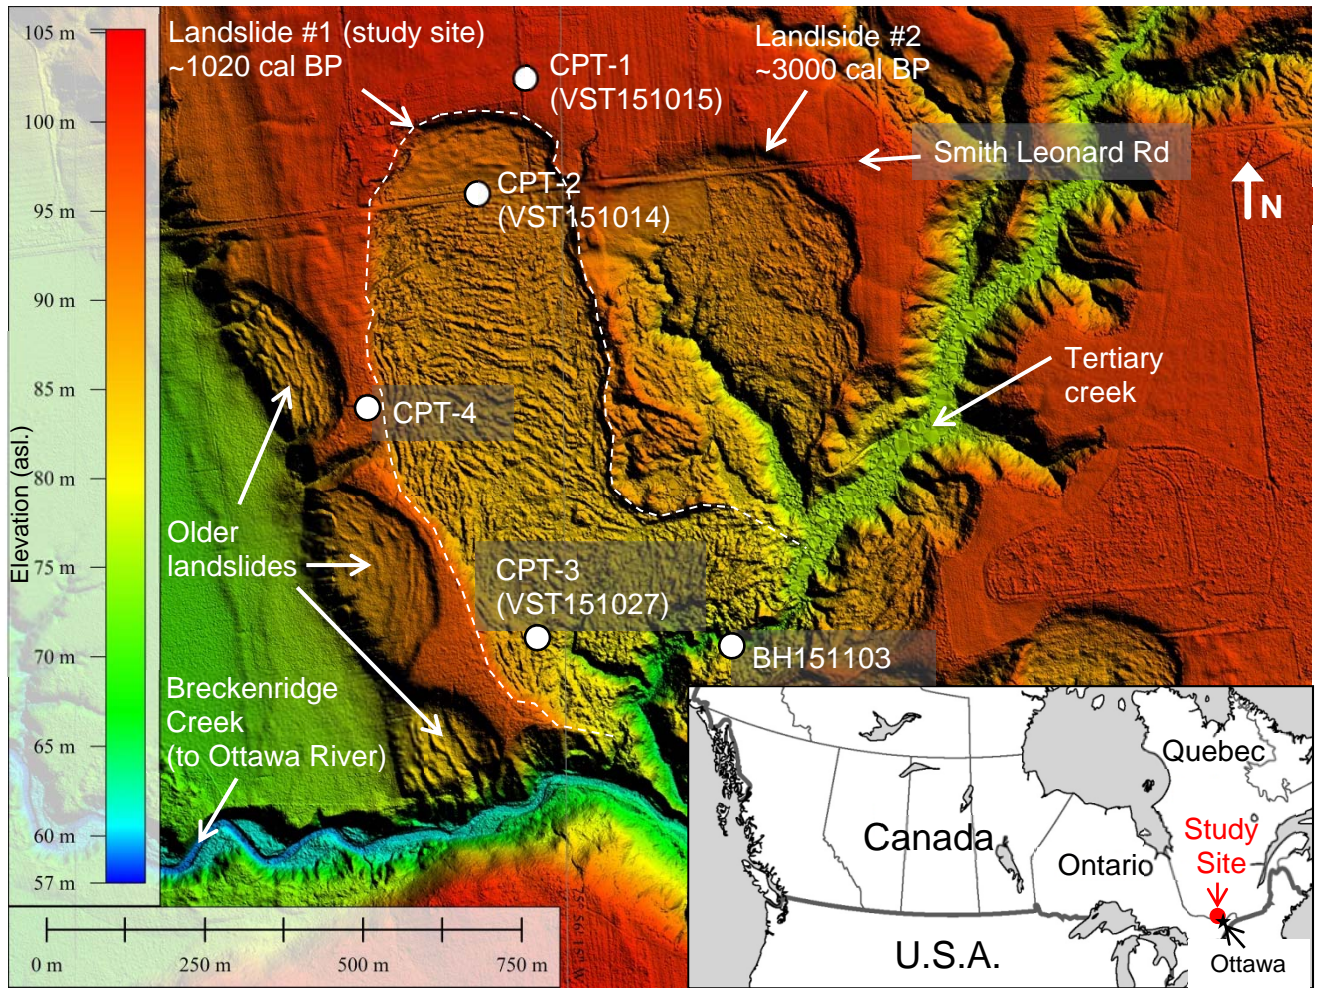 105 m
100 m
95 m
90 m
85 m
80 m
75 m
70 m
65 m
60 m
57 m
Elevation (asl.)
Landslide #1 (study site)
~1020 cal BP
CPT-1
(VST151015)
Landlside #2
~3000 cal BP
Smith Leonard Rd
N
CPT-2
(VST151014)
Tertiary
creek
CPT-4
Older
landslides
CPT-3
(VST151027)
BH151103
Breckenridge
Creek
(to Ottawa River)
0 m
250 m
500 m
750 m
Quebec
Canada
Ontario
Study
Site
U.S.A.
Ottawa